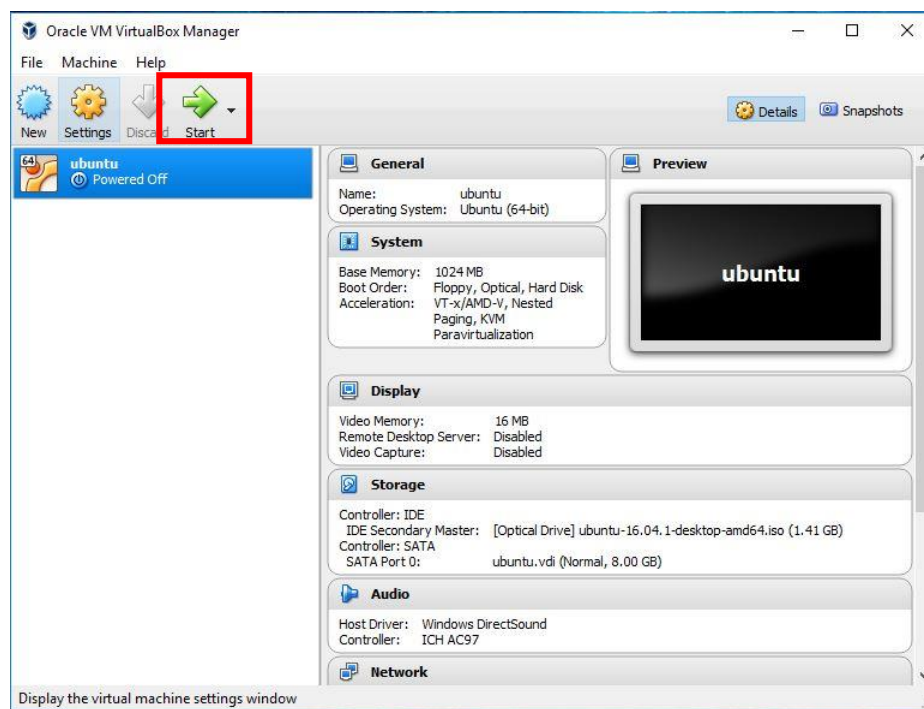 Oracle VM VirtualBox Manager
File Machine Help
New Settings Discard Start
Details Snapshots
64
ubuntu
Powered Off
General
Name: ubuntu
Operating System: Ubuntu (64-bit)
System
Base Memory: 1024 MB
Boot Order: Floppy, Optical, Hard Disk
Acceleration: VT-x/AMD-V, Nested
Paging, KVM
Paravirtualization
Preview
ubuntu
Display
Video Memory: 16 MB
Remote Desktop Server: Disabled
Video Capture: Disabled
Storage
Controller: IDE
IDE Secondary Master: [Optical Drive] ubuntu-16.04.1-desktop-amd64.iso (1.41 GB)
Controller: SATA
SATA Port 0: ubuntu.vdi (Normal, 8.00 GB)
Audio
Host Driver: Windows DirectSound
Controller: ICH AC97
Network
Display the virtual machine settings window